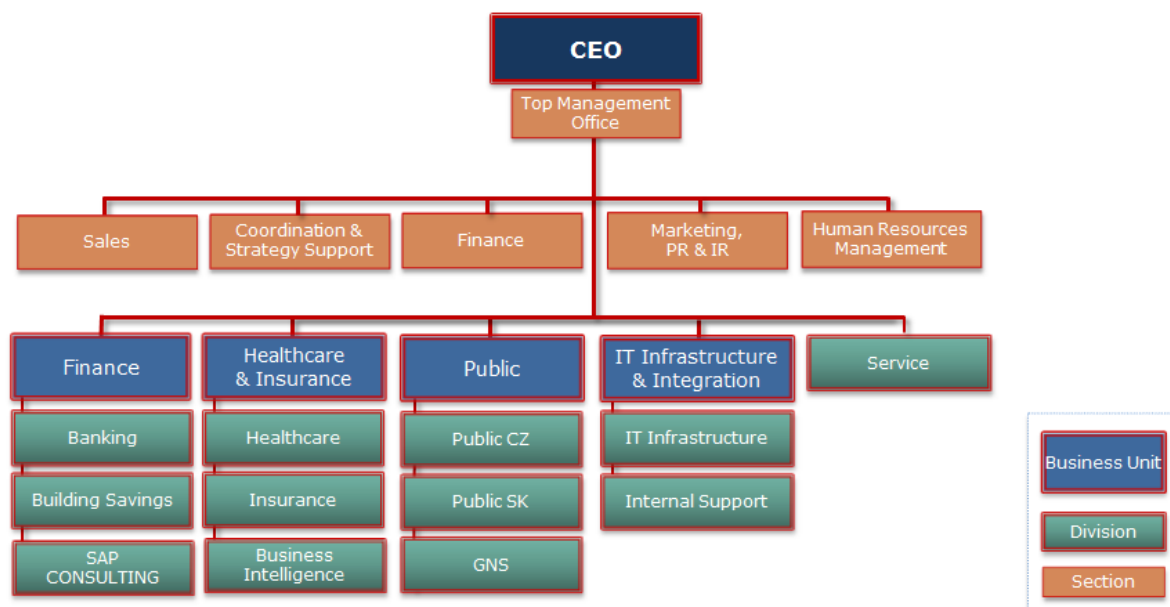 CEO
Top Management
Office
Sales
Coordination &
Strategy Support
Finance
Marketing,
PR & IR
Human Resources
Management
Finance
Healthcare
& Insurance
Public
IT Infrastructure
& Integration
Service
Banking
Healthcare
Public CZ
IT Infrastructure
Building Savings
Insurance
Public SK
Internal Support
SAP
CONSULTING
Business
Intelligence
GNS
Business Unit
Division
Section